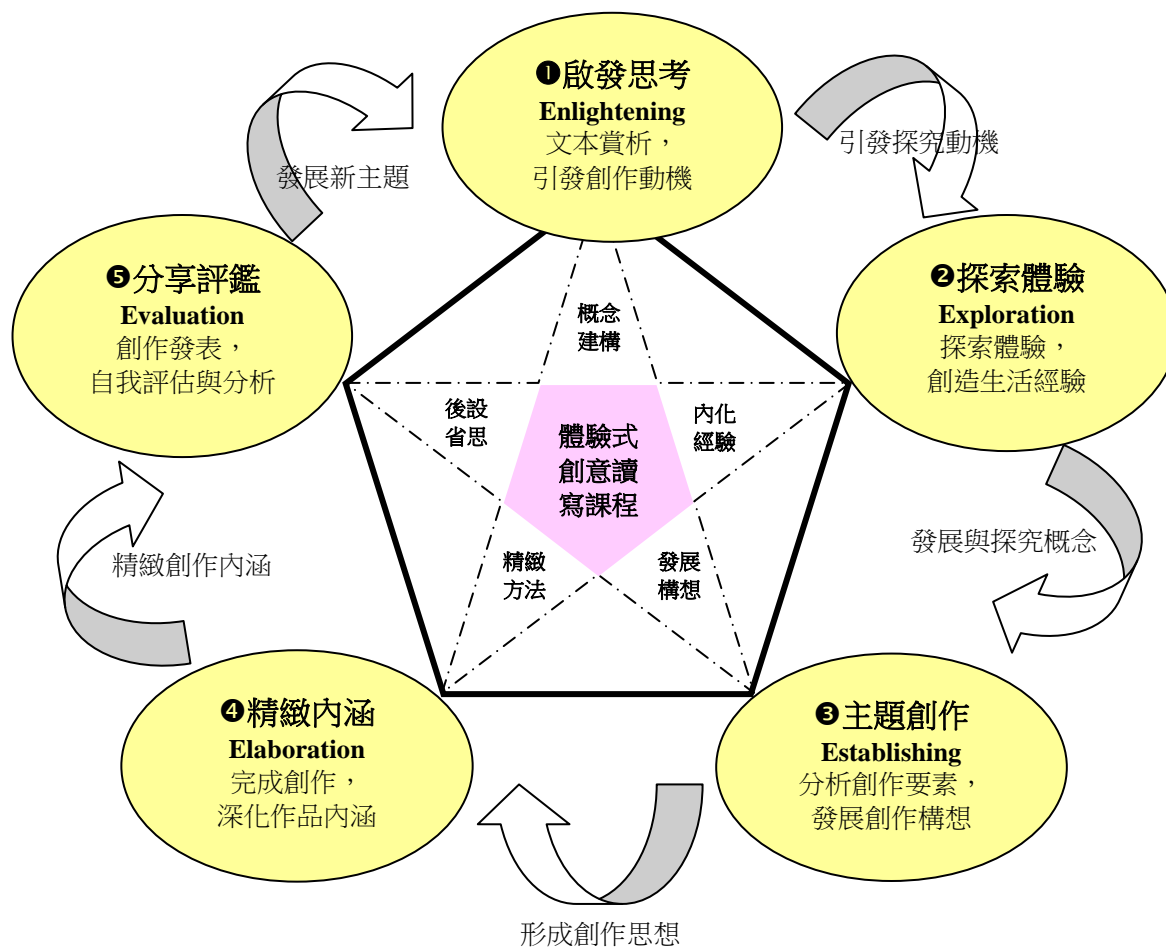 ❶啟發思考
Enlightening
文本賞析，
引發創作動機
引發探究動機
❷探索體驗
Exploration
探索體驗，
創造生活經驗
發展與探究概念
❸主題創作
Establishing
分析創作要素，
發展創作構想
形成創作思想
❹精緻內涵
Elaboration
完成創作，
深化作品內涵
精緻創作內涵
❺分享評鑑
Evaluation
創作發表，
自我評估與分析
發展新主題
概念
建構
內化
經驗
發展
構想
精緻
方法
後設
省思
體驗式
創意讀
寫課程